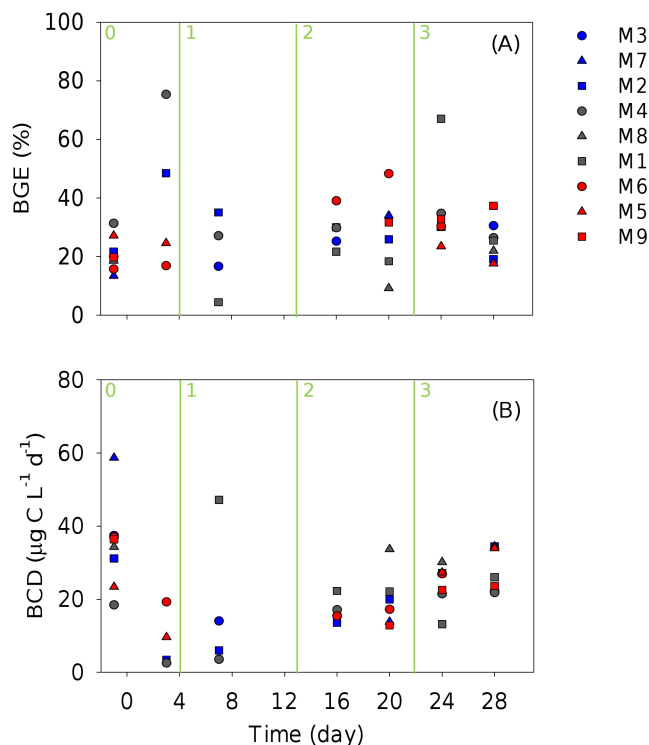 100
80
60
40
20
0
BGE (%)
0 1 2 3
(A)
M3
M7
M2
M4
M8
M1
M6
M5
M9
80
60
40
20
0
BCD (µg C L⁻¹ d⁻¹)
0 1 2 3
(B)
0 4 8 12 16 20 24 28
Time (day)